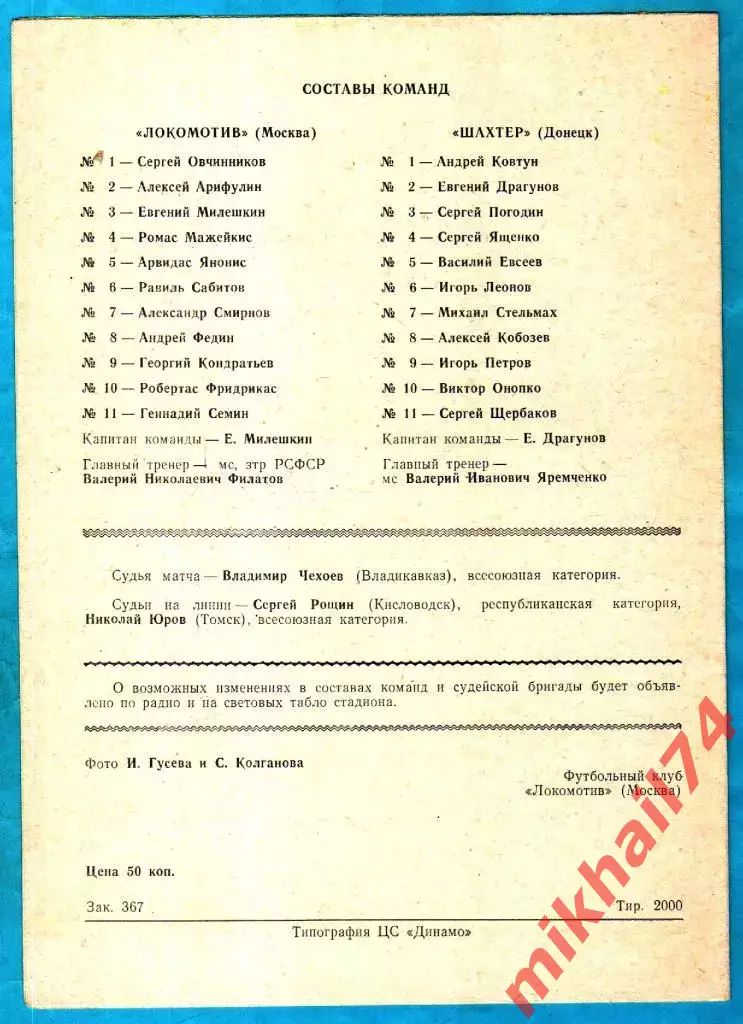 СОСТАВЫ КОМАНД
«ЛОКОМОТИВ» (Москва)
№ 1 — Сергей Овчинников
№ 2 — Алексей Арифулин
№ 3 — Евгений Милешкин
№ 4 — Ромас Мажейкис
№ 5 — Арвидас Янонис
№ 6 — Равиль Сабитов
№ 7 — Александр Смирнов
№ 8 — Андрей Федин
№ 9 — Георгий Кондратьев
№ 10 — Робертас Фридрикас
№ 11 — Геннадий Семин
Капитан команды — Е. Милешкин
Главный тренер — мс, зтр РСФСР
Валерий Николаевич Филатов
«ШАХТЕР» (Донецк)
№ 1 — Андрей Ковтун
№ 2 — Евгений Драгунов
№ 3 — Сергей Погодин
№ 4 — Сергей Ященко
№ 5 — Василий Евсеев
№ 6 — Игорь Леонов
№ 7 — Михаил Стельмах
№ 8 — Алексей Кобозев
№ 9 — Игорь Петров
№ 10 — Виктор Онопко
№ 11 — Сергей Щербаков
Капитан команды — Е. Драгунов
Главный тренер —
мс Валерий Иванович Яремченко
Судья матча — Владимир Чехоев (Владикавказ), всесоюзная категория.
Судьи на линии — Сергей Рощин (Кисловодск), республиканская категория,
Николай Юров (Томск), всесоюзная категория.
О возможных изменениях в составах команд и судейской бригады будет объяв-
лено по радио и на световых табло стадиона.
Фото И. Гусева и С. Колганова
Футбольный клуб
«Локомотив» (Москва)
Цена 50 коп.
Зак. 367
Тир. 2000
Типография ЦС «Динамо»
mikhail74